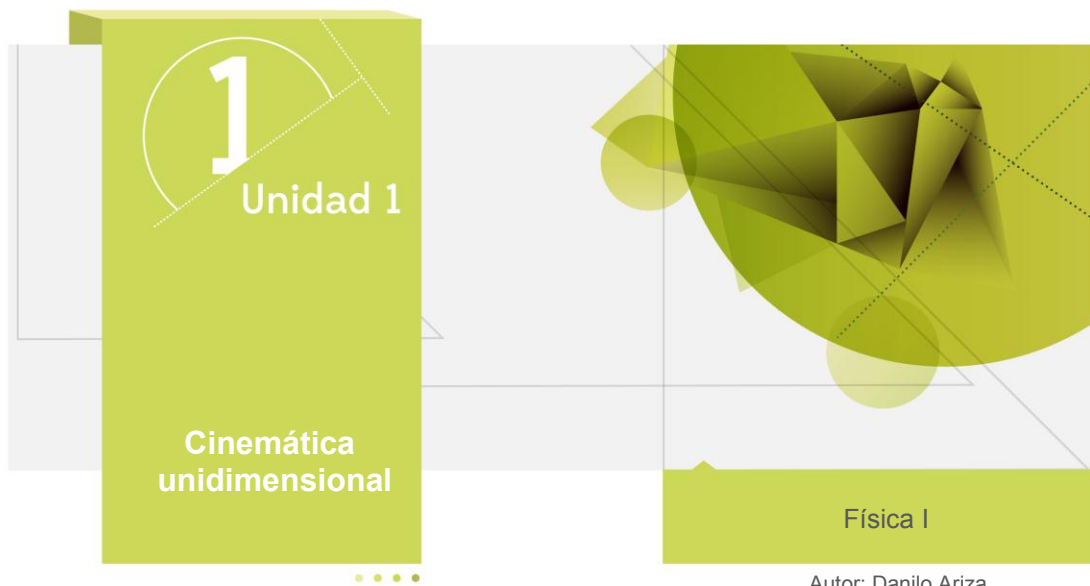 1
Unidad 1
Cinemática
unidimensional
Física I
Autor: Danilo Ariza